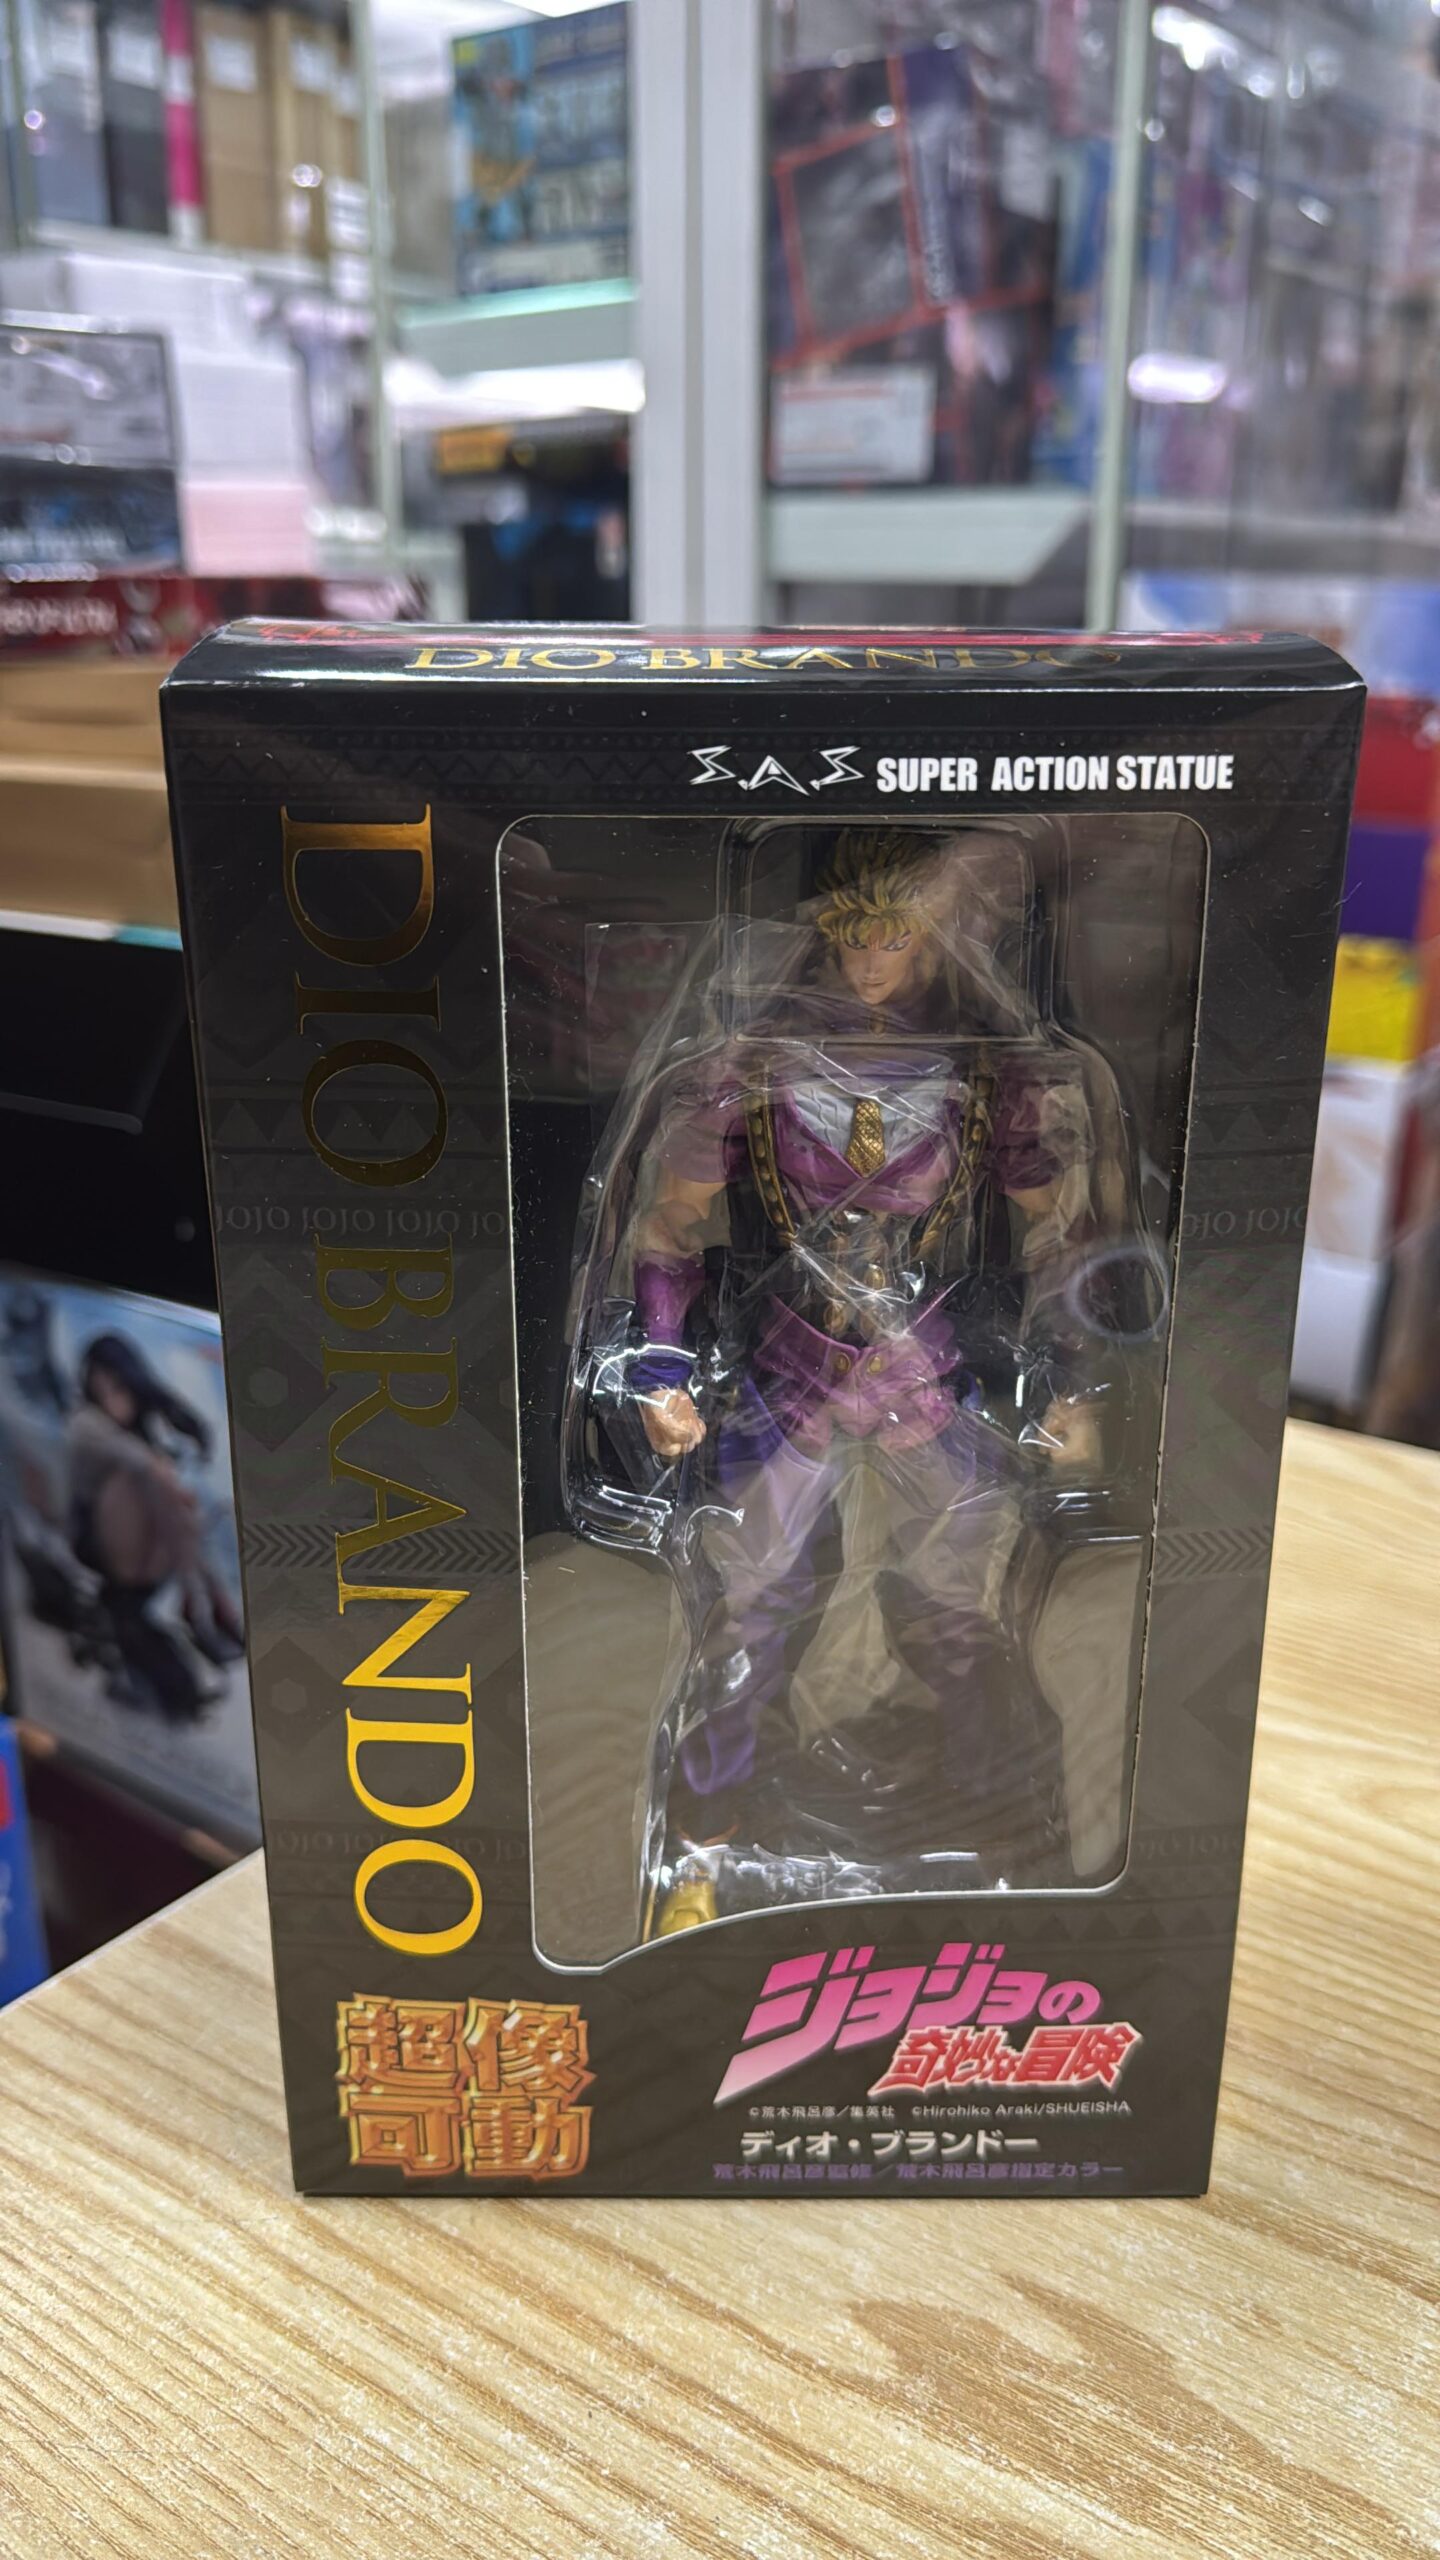 DIO BRANDO
S.A.S SUPER ACTION STATUE
DIO BRANDO
JOJO JOJO JOJO JO
OJO JOJO
超像
可動
ジョジョの
奇妙な冒険
©荒木飛呂彦/集英社 ©Hirohiko Araki/SHUEISHA
ディオ・ブランドー
荒木飛呂彦監修/荒木飛呂彦指定カラー